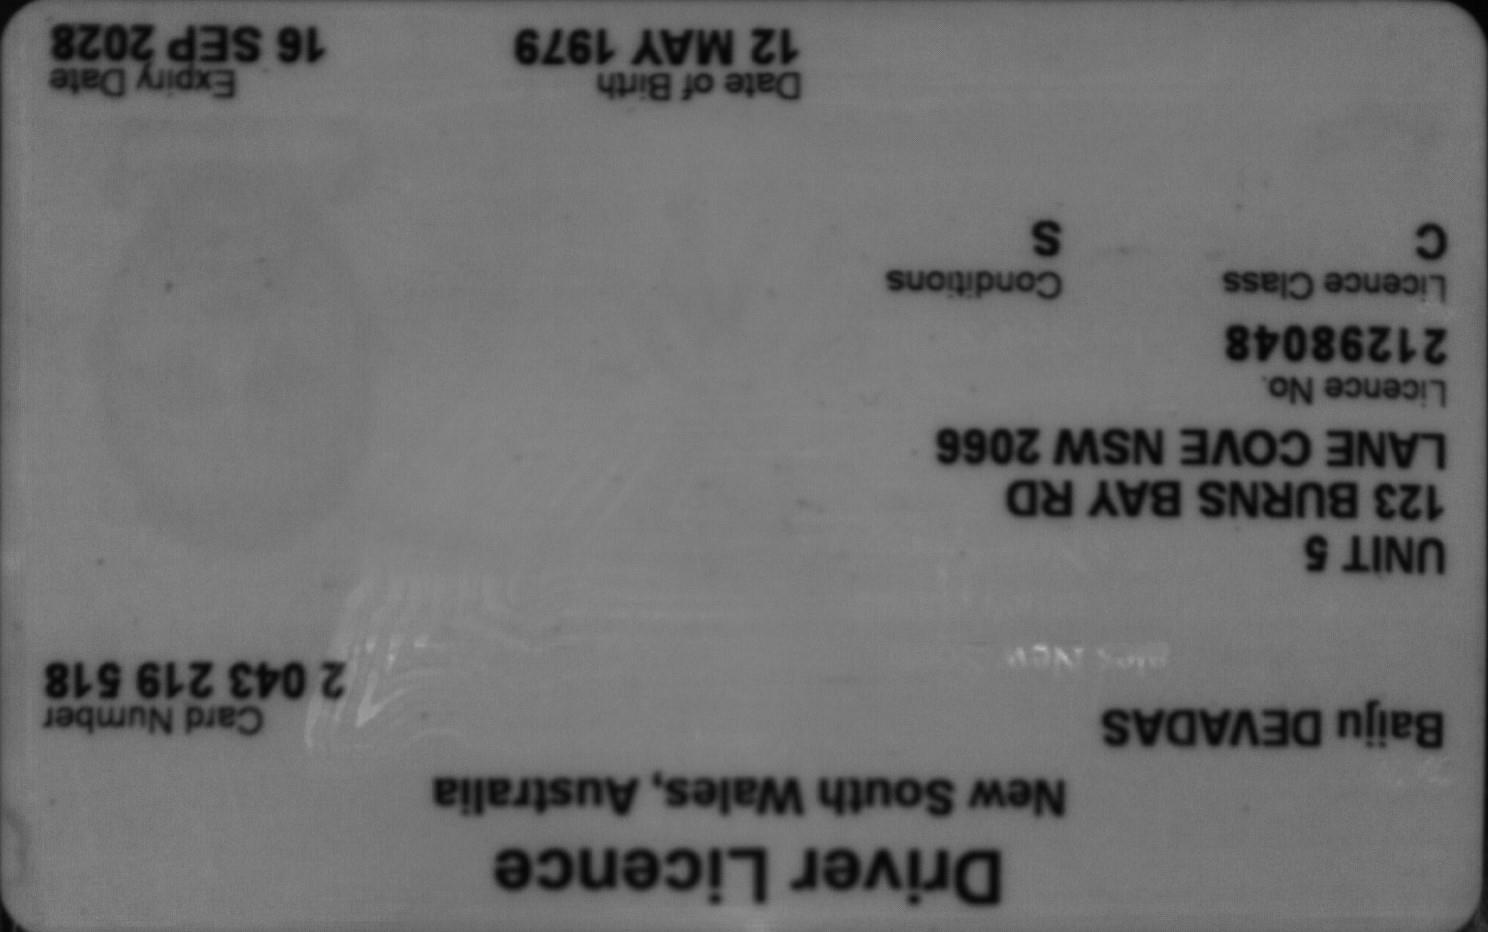 Driver Licence
New South Wales, Australia
Baiju DEVADAS
Card Number
2 043 219 518
UNIT 5
123 BURNS BAY RD
LANE COVE NSW 2066
Licence No.
21298048
Licence Class
C
Conditions
S
Date of Birth
12 MAY 1979
Expiry Date
16 SEP 2028